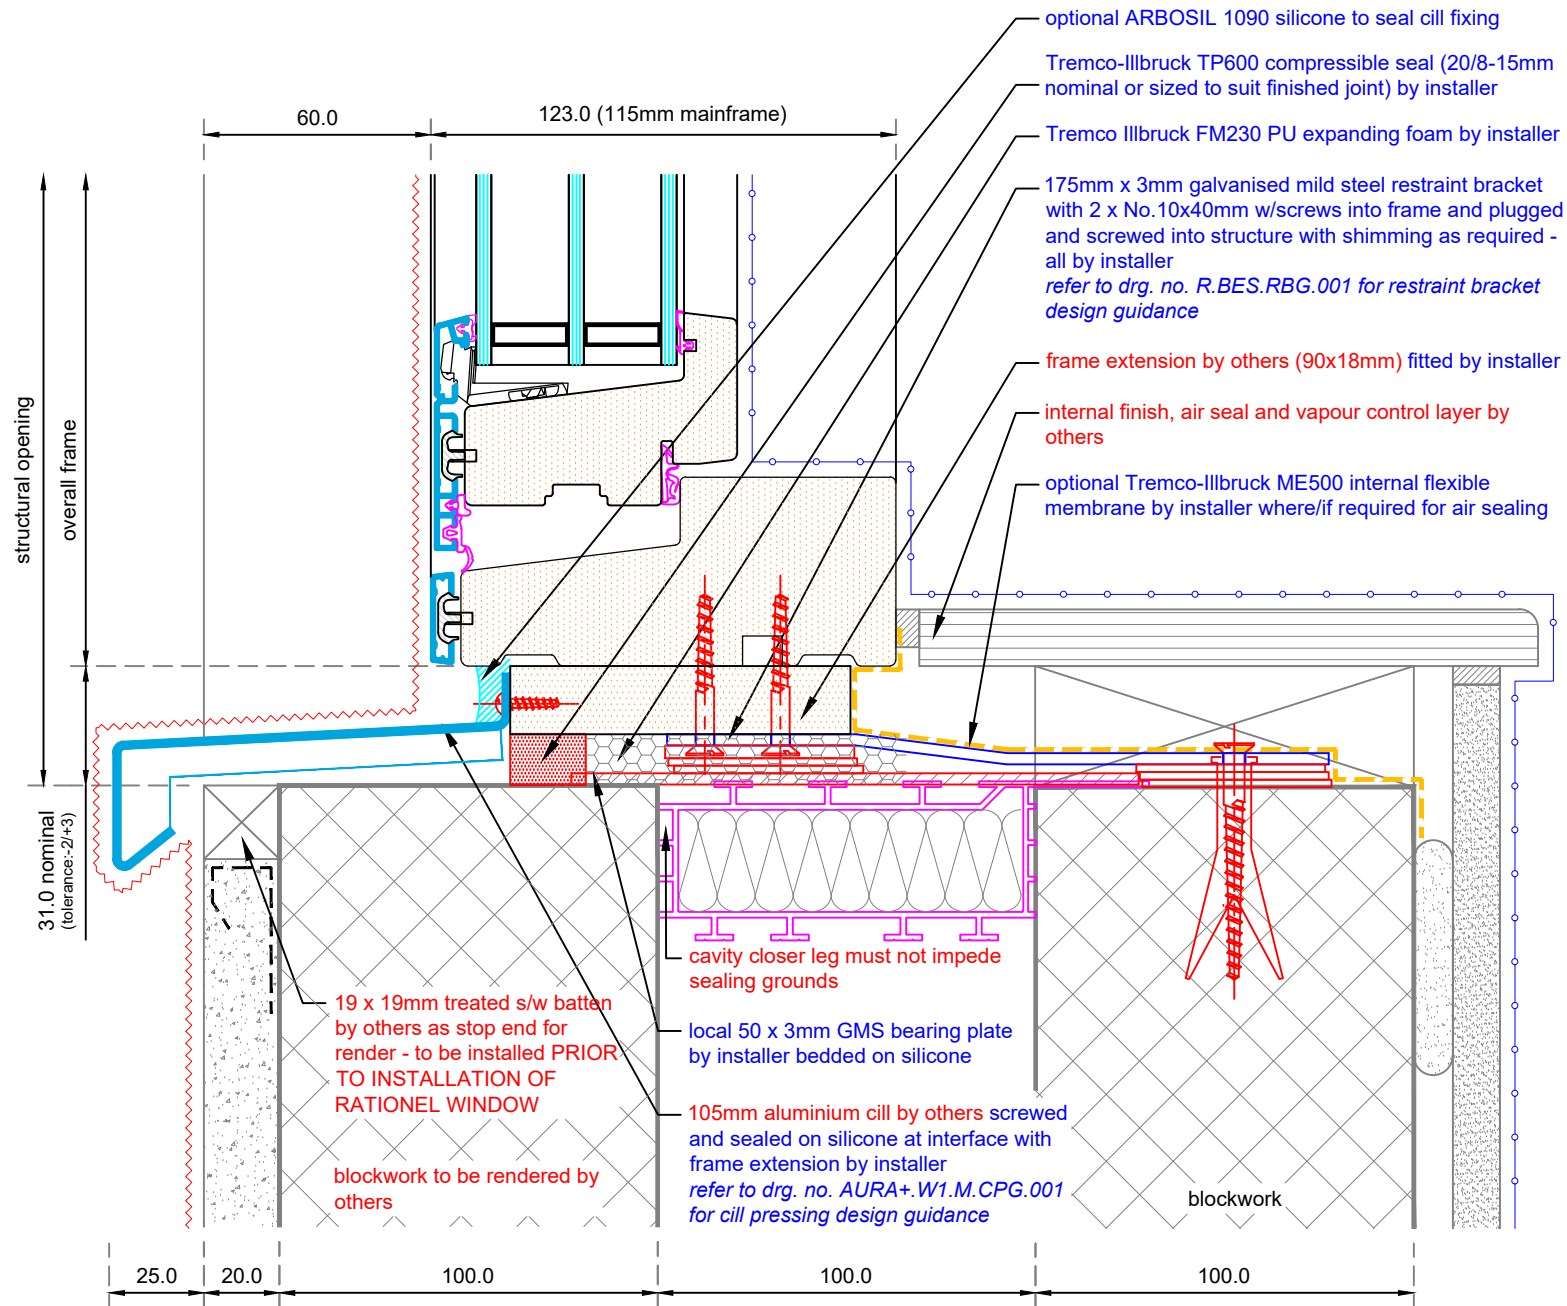 optional ARBOSIL 1090 silicone to seal cill fixing
Tremco-Illbruck TP600 compressible seal (20/8-15mm
nominal or sized to suit finished joint) by installer
Tremco Illbruck FM230 PU expanding foam by installer
175mm x 3mm galvanised mild steel restraint bracket
with 2 x No.10x40mm w/screws into frame and plugged
and screwed into structure with shimming as required -
all by installer
refer to drg. no. R.BES.RBG.001 for restraint bracket
design guidance
frame extension by others (90x18mm) fitted by installer
internal finish, air seal and vapour control layer by
others
optional Tremco-Illbruck ME500 internal flexible
membrane by installer where/if required for air sealing
60.0
123.0 (115mm mainframe)
structural opening
overall frame
31.0 nominal
(tolerance:-2/+3)
cavity closer leg must not impede
sealing grounds
19 x 19mm treated s/w batten
by others as stop end for
render - to be installed PRIOR
TO INSTALLATION OF
RATIONEL WINDOW
local 50 x 3mm GMS bearing plate
by installer bedded on silicone
105mm aluminium cill by others screwed
and sealed on silicone at interface with
frame extension by installer
refer to drg. no. AURA+.W1.M.CPG.001
for cill pressing design guidance
blockwork to be rendered by
others
blockwork
25.0
20.0
100.0
100.0
100.0